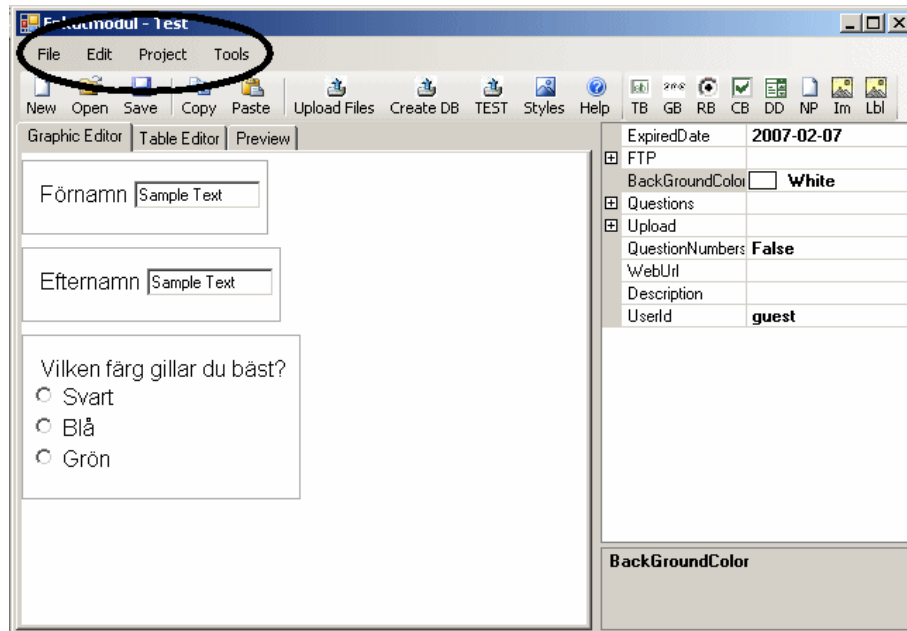 Enkätmodul - Test
File Edit Project Tools
New Open Save Copy Paste Upload Files Create DB TEST Styles Help TB GB RB CB DD NP Im Lbl
Graphic Editor Table Editor Preview
Förnamn Sample Text
Efternamn Sample Text
Vilken färg gillar du bäst?
Svart
Blå
Grön
ExpiredDate 2007-02-07
FTP
BackGroundColor White
Questions
Upload
QuestionNumbers False
WebUrl
Description
UserId guest
BackGroundColor